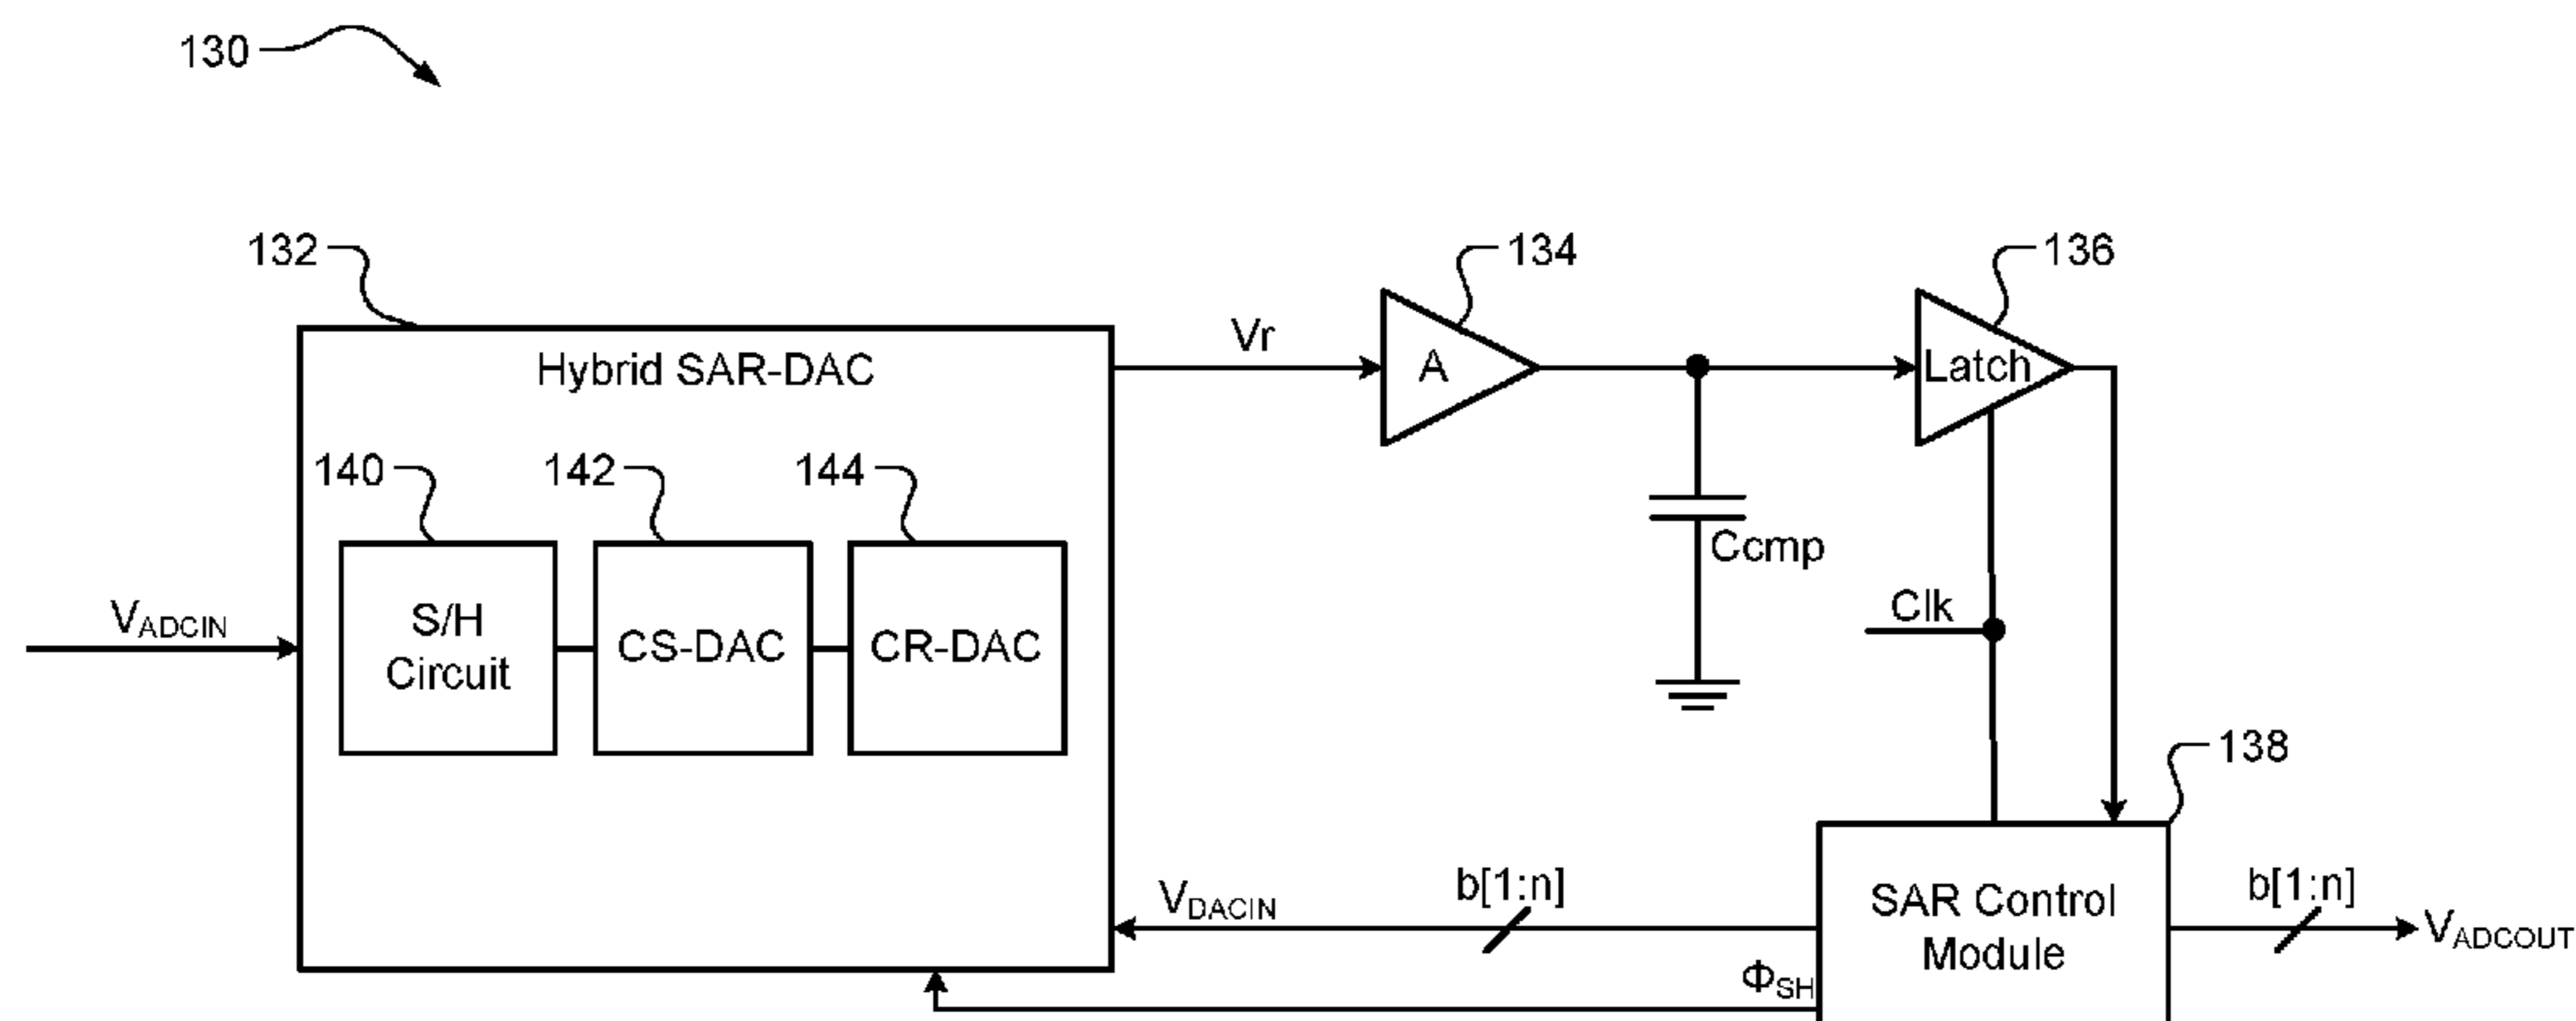 130
132
134
136
Hybrid SAR-DAC
Vr
A
Latch
140
142
144
S/H
Circuit
CS-DAC
CR-DAC
VADCIN
Ccmp
Clk
138
VDACIN
b[1:n]
SAR Control
Module
b[1:n]
VADCOUT
ΦSH